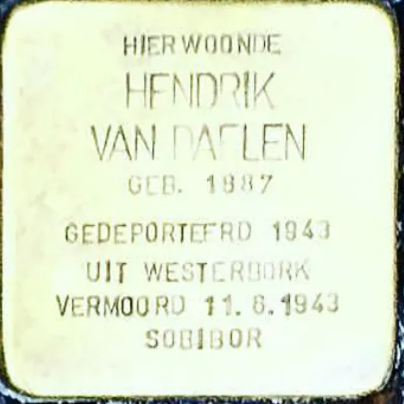 HIER WOONDE
HENDRIK
VAN DAELEN
GEB. 1887
GEDEPORTEERD 1943
UIT WESTERBORK
VERMOORD 11.6.1943
SOBIBOR